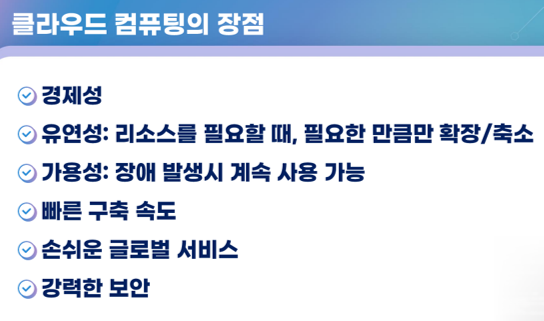 클라우드 컴퓨팅의 장점
경제성
유연성: 리소스를 필요할 때, 필요한 만큼만 확장/축소
가용성: 장애 발생시 계속 사용 가능
빠른 구축 속도
손쉬운 글로벌 서비스
강력한 보안